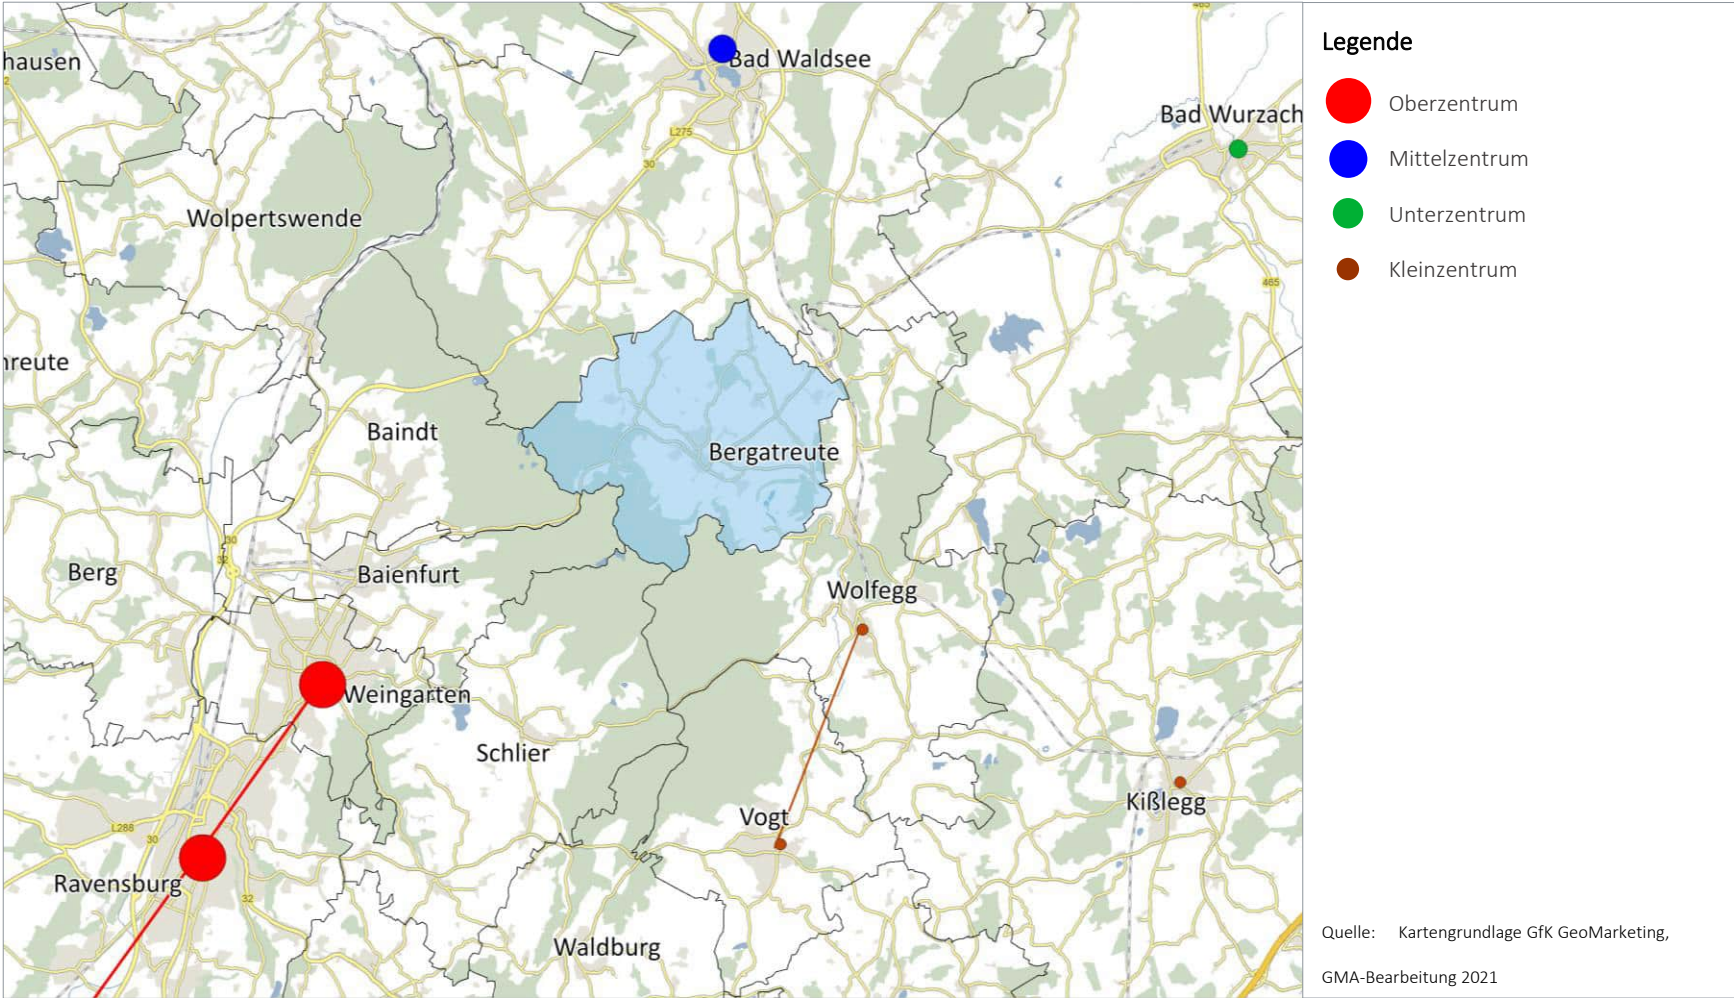 465
Bad Waldsee
hausen
Bad Wurzach
L275
30
Wolpertswende
465
nreute
Baindt
Bergatreute
30
32
Berg
Baienfurt
Wolfegg
Weingarten
Schlier
Kißlegg
Vogt
L288
30
Ravensburg
32
Waldburg
Legende
Oberzentrum
Mittelzentrum
Unterzentrum
Kleinzentrum
Quelle: Kartengrundlage GfK GeoMarketing,
GMA-Bearbeitung 2021